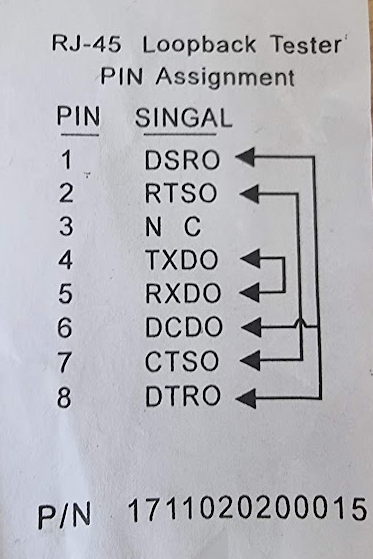 RJ-45 Loopback Tester
PIN Assignment
PIN SINGAL
1 DSRO
2 RTSO
3 N C
4 TXDO
5 RXDO
6 DCDO
7 CTSO
8 DTRO
P/N 1711020200015